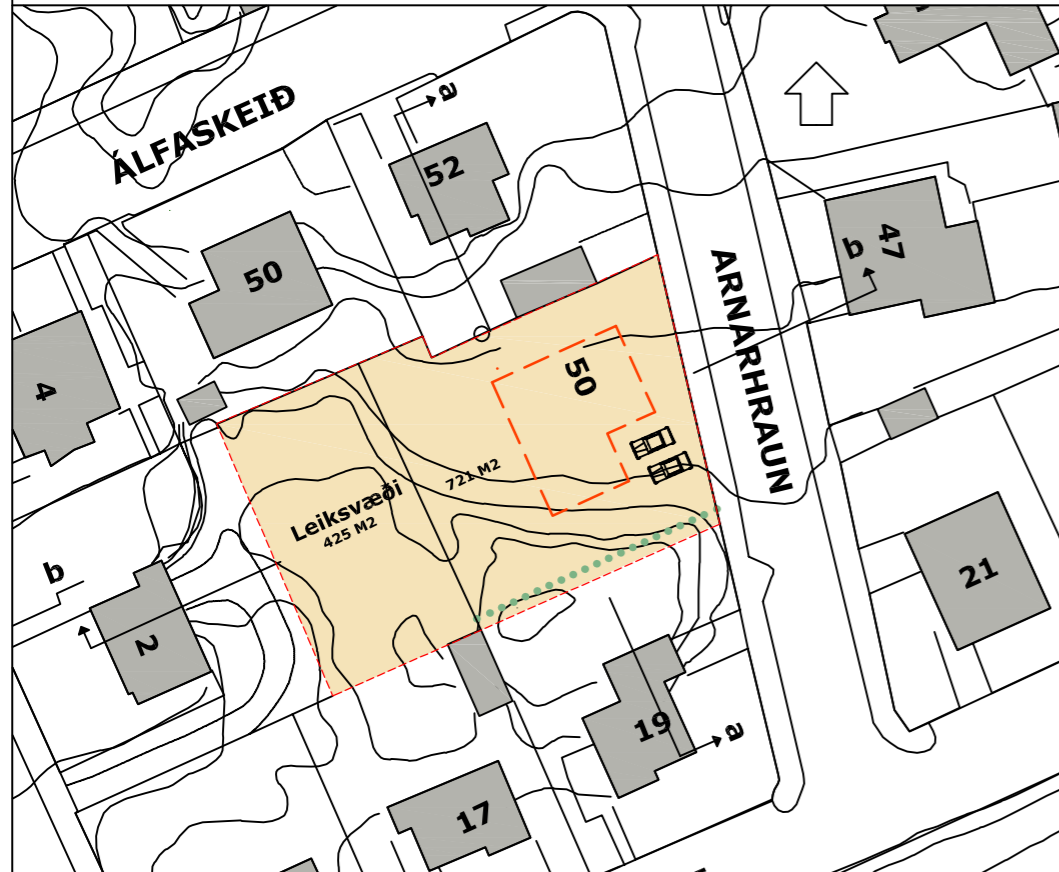 ÁLFASKEIÐ
a
52
50
47
b
ARNARHRAUN
4
50
721 M2
Leiksvæði
425 M2
b
2
21
19
a
17